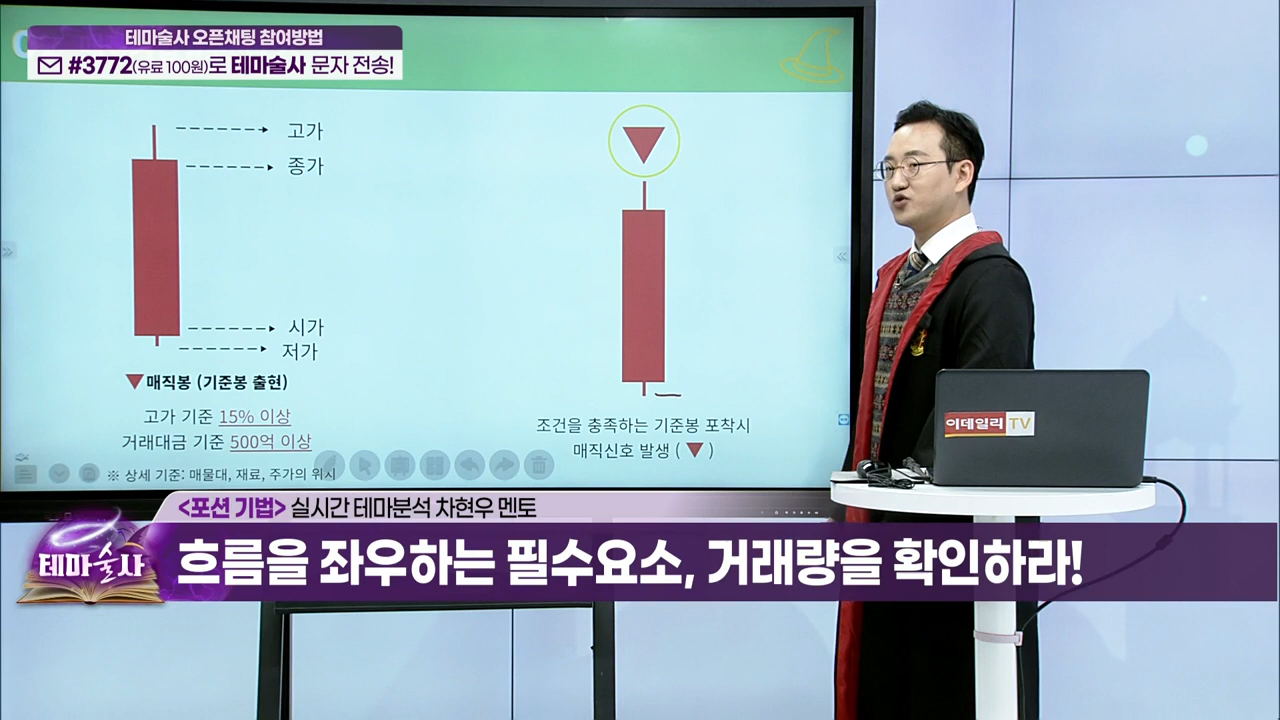 테마술사 오픈채팅 참여방법
#3772(유료 100원)로 테마술사 문자 전송!
고가
종가
시가
저가
▼매직봉 (기준봉 출현)
고가 기준 15% 이상
거래대금 기준 500억 이상
※ 상세 기준: 매물대, 재료, 주가의 위시
조건을 충족하는 기준봉 포착시
매직신호 발생 (▼)
이데일리 TV
<포션 기법> 실시간 테마분석 차현우 멘토
테마술사
흐름을 좌우하는 필수요소, 거래량을 확인하라!